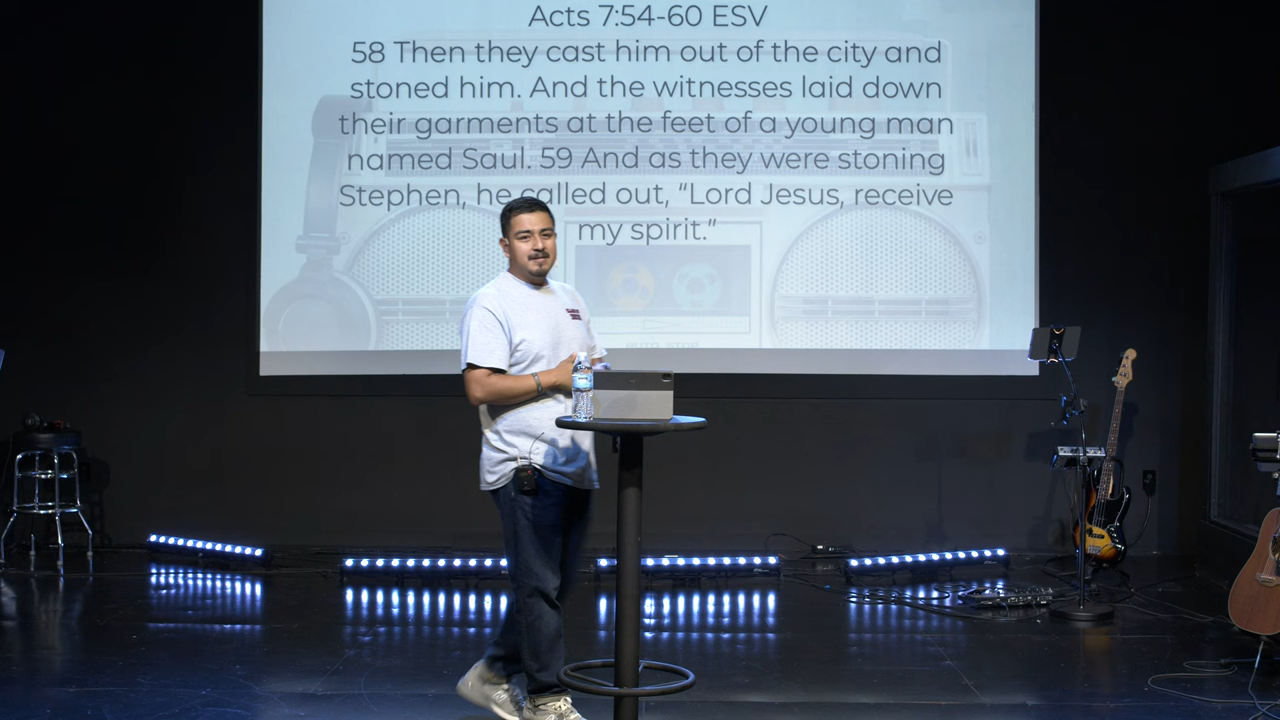 Acts 7:54-60 ESV
58 Then they cast him out of the city and
stoned him. And the witnesses laid down
their garments at the feet of a young man
named Saul. 59 And as they were stoning
Stephen, he called out, “Lord Jesus, receive
my spirit.”
AUTO STOP